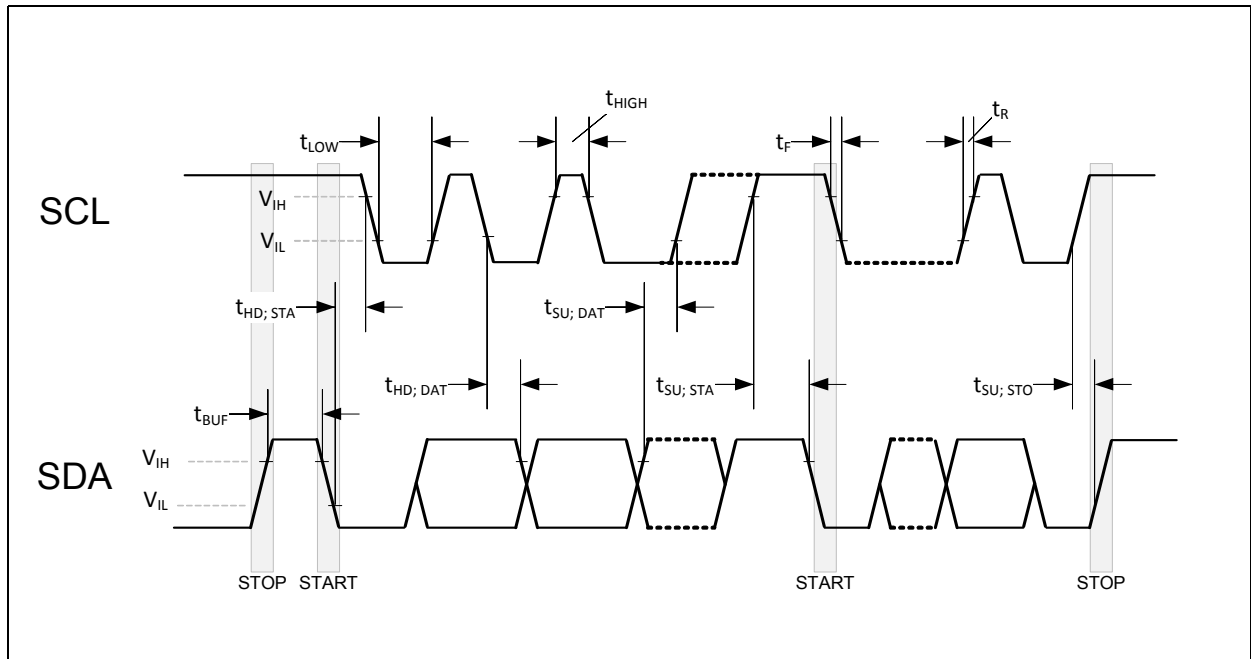 tHIGH
tR
tLOW
tF
VIH
SCL
VIL
tHD; STA
tSU; DAT
tHD; DAT
tSU; STA
tSU; STO
tBUF
VIH
SDA
VIL
STOP START START STOP